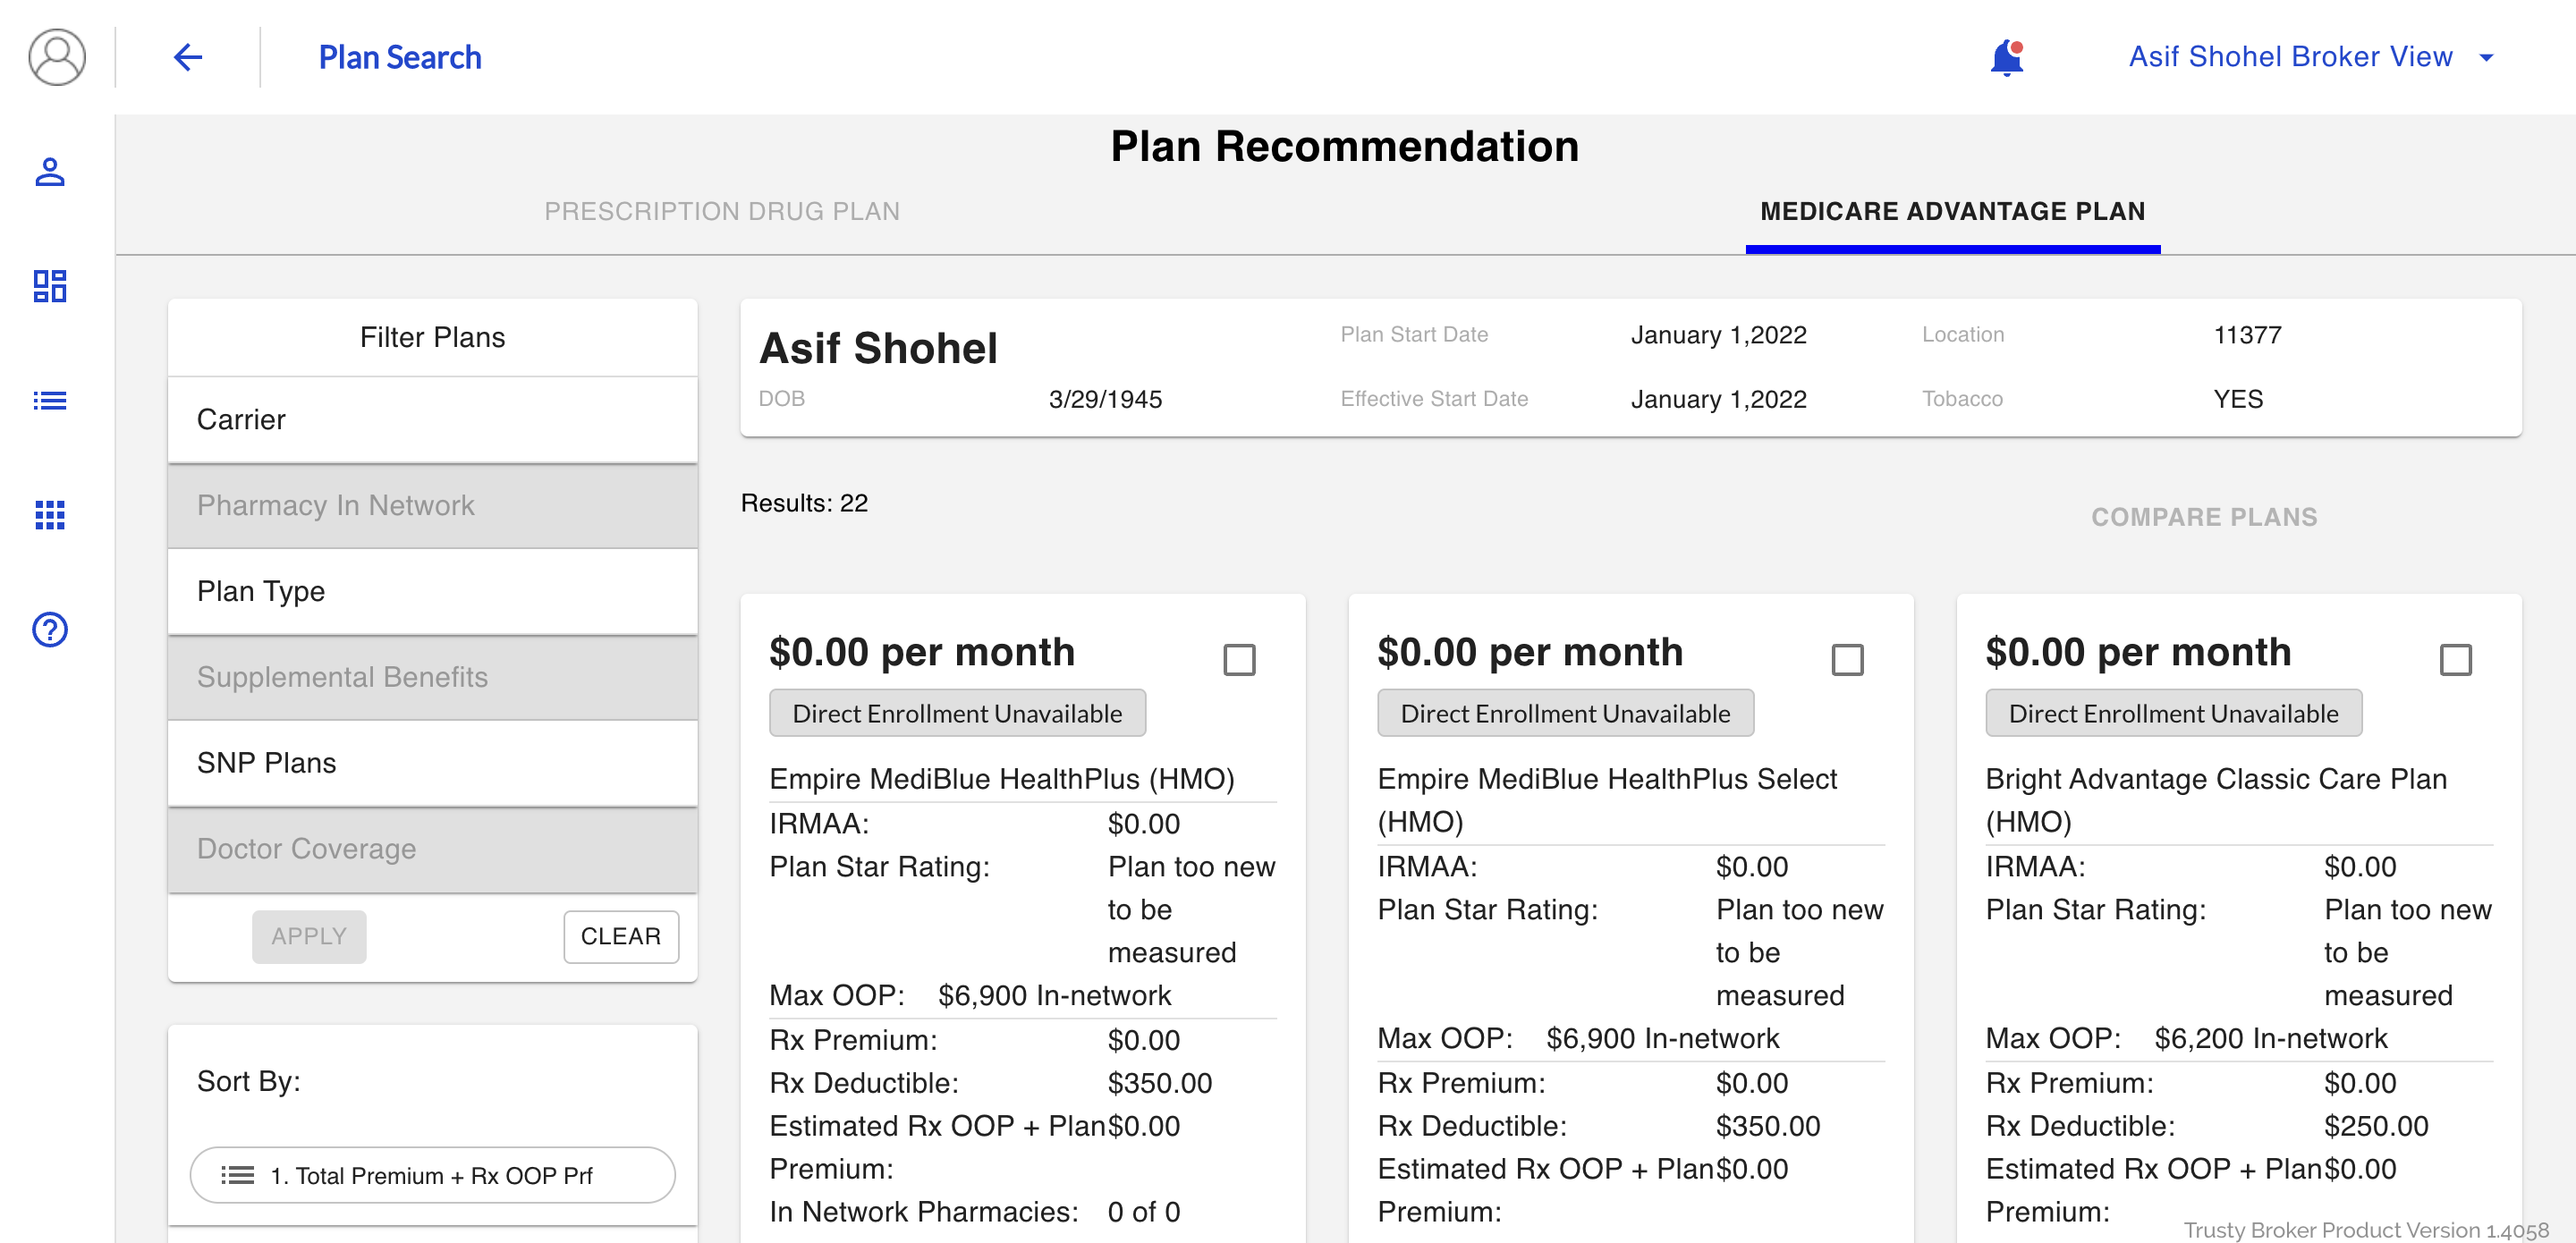 Plan Search
Asif Shohel Broker View
Plan Recommendation
PRESCRIPTION DRUG PLAN
MEDICARE ADVANTAGE PLAN
Filter Plans
Carrier
Pharmacy In Network
Plan Type
Supplemental Benefits
SNP Plans
Doctor Coverage
APPLY
CLEAR
Sort By:
1. Total Premium + Rx OOP Prf
Asif Shohel
Plan Start Date January 1,2022 Location 11377
DOB 3/29/1945 Effective Start Date January 1,2022 Tobacco YES
Results: 22
COMPARE PLANS
$0.00 per month
Direct Enrollment Unavailable
Empire MediBlue HealthPlus (HMO)
IRMAA: $0.00
Plan Star Rating: Plan too new
to be
measured
Max OOP: $6,900 In-network
Rx Premium: $0.00
Rx Deductible: $350.00
Estimated Rx OOP + Plan $0.00
Premium:
In Network Pharmacies: 0 of 0
$0.00 per month
Direct Enrollment Unavailable
Empire MediBlue HealthPlus Select
(HMO)
IRMAA: $0.00
Plan Star Rating: Plan too new
to be
measured
Max OOP: $6,900 In-network
Rx Premium: $0.00
Rx Deductible: $350.00
Estimated Rx OOP + Plan $0.00
Premium:
$0.00 per month
Direct Enrollment Unavailable
Bright Advantage Classic Care Plan
(HMO)
IRMAA: $0.00
Plan Star Rating: Plan too new
to be
measured
Max OOP: $6,200 In-network
Rx Premium: $0.00
Rx Deductible: $250.00
Estimated Rx OOP + Plan $0.00
Premium:
Trusty Broker Product Version 1.4058